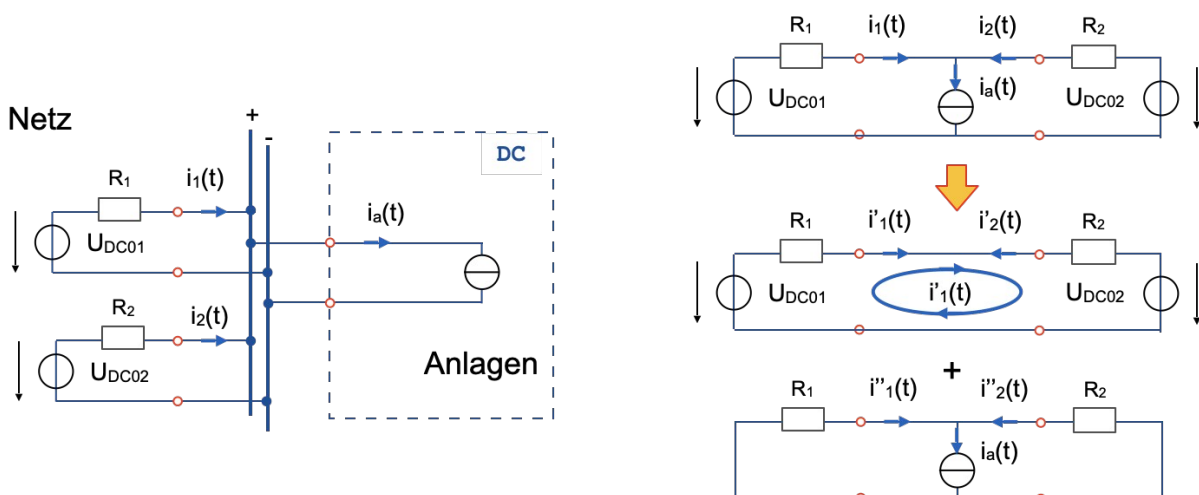 Netz
+
-
DC
R1
i1(t)
UDC01
ia(t)
R2
i2(t)
UDC02
Anlagen
R1
i1(t)
i2(t)
R2
UDC01
ia(t)
UDC02
R1
i'1(t)
i'2(t)
R2
UDC01
i'1(t)
UDC02
+
R1
i''1(t)
i''2(t)
R2
ia(t)